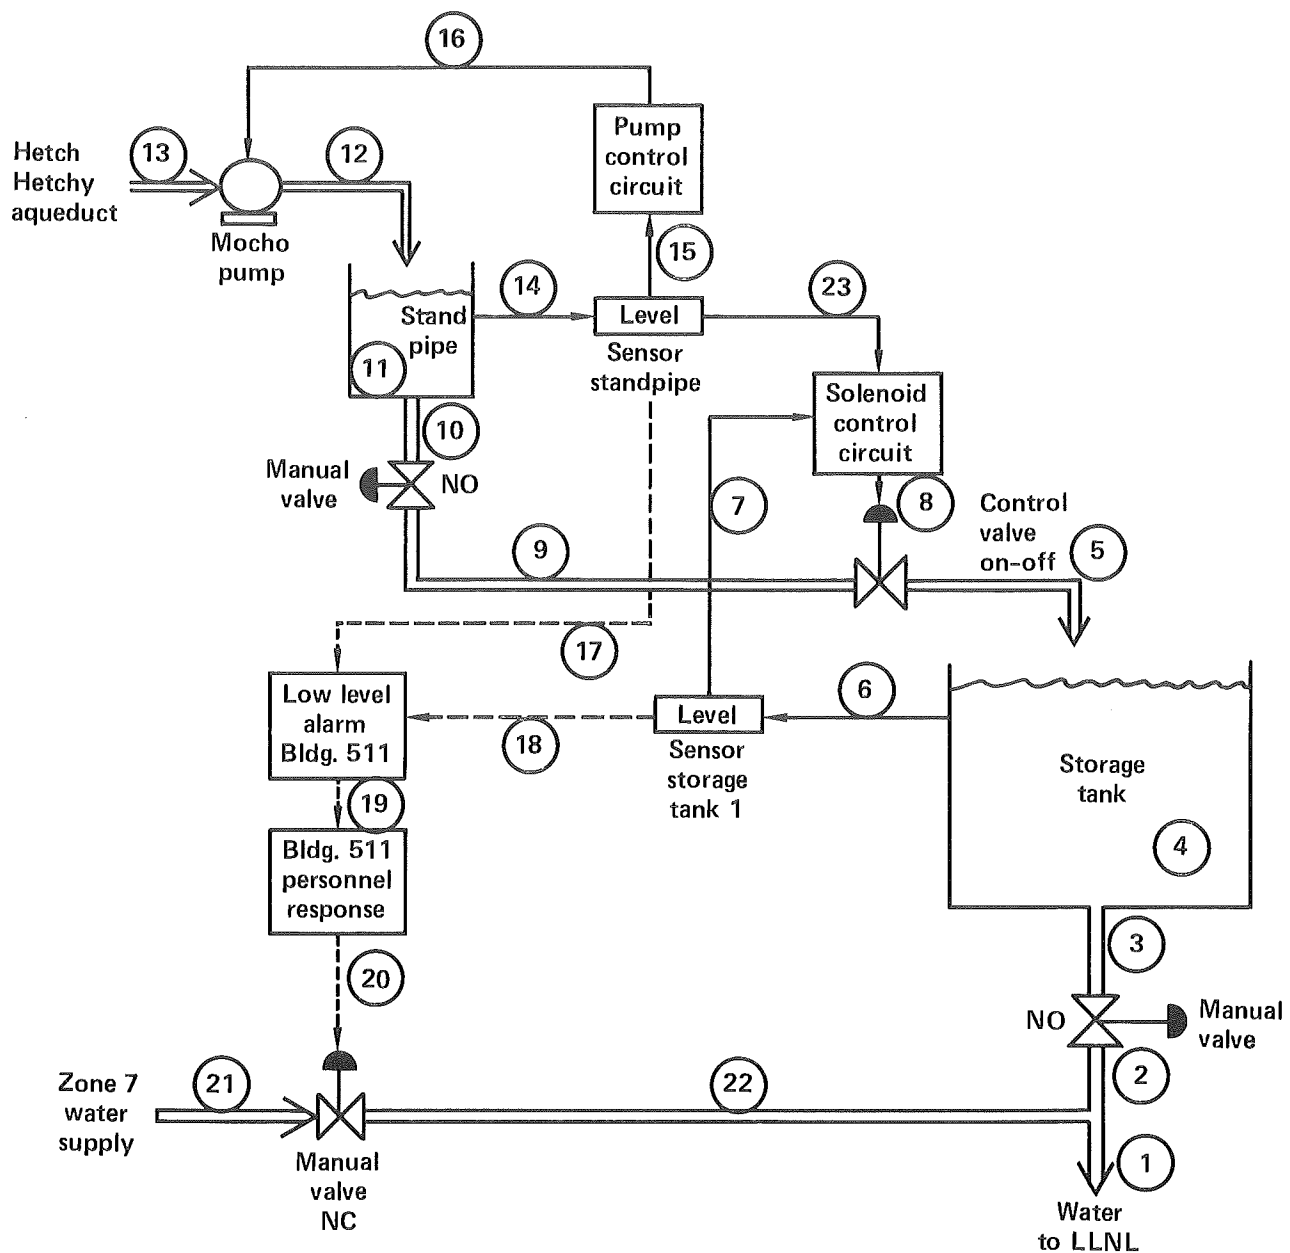 16
Pump
control
circuit
Hetch
Hetchy
aqueduct
13
12
Mocho
pump
15
14
23
Stand
pipe
11
Level
Sensor
standpipe
Solenoid
control
circuit
10
Manual
valve
NO
7
8
Control
valve
on-off
9
5
17
Low level
alarm
Bldg. 511
18
Level
Sensor
storage
tank 1
6
Storage
tank
4
19
Bldg. 511
personnel
response
3
20
NO
Manual
valve
2
Zone 7
water
supply
21
22
Manual
valve
NC
1
Water
to LLNL